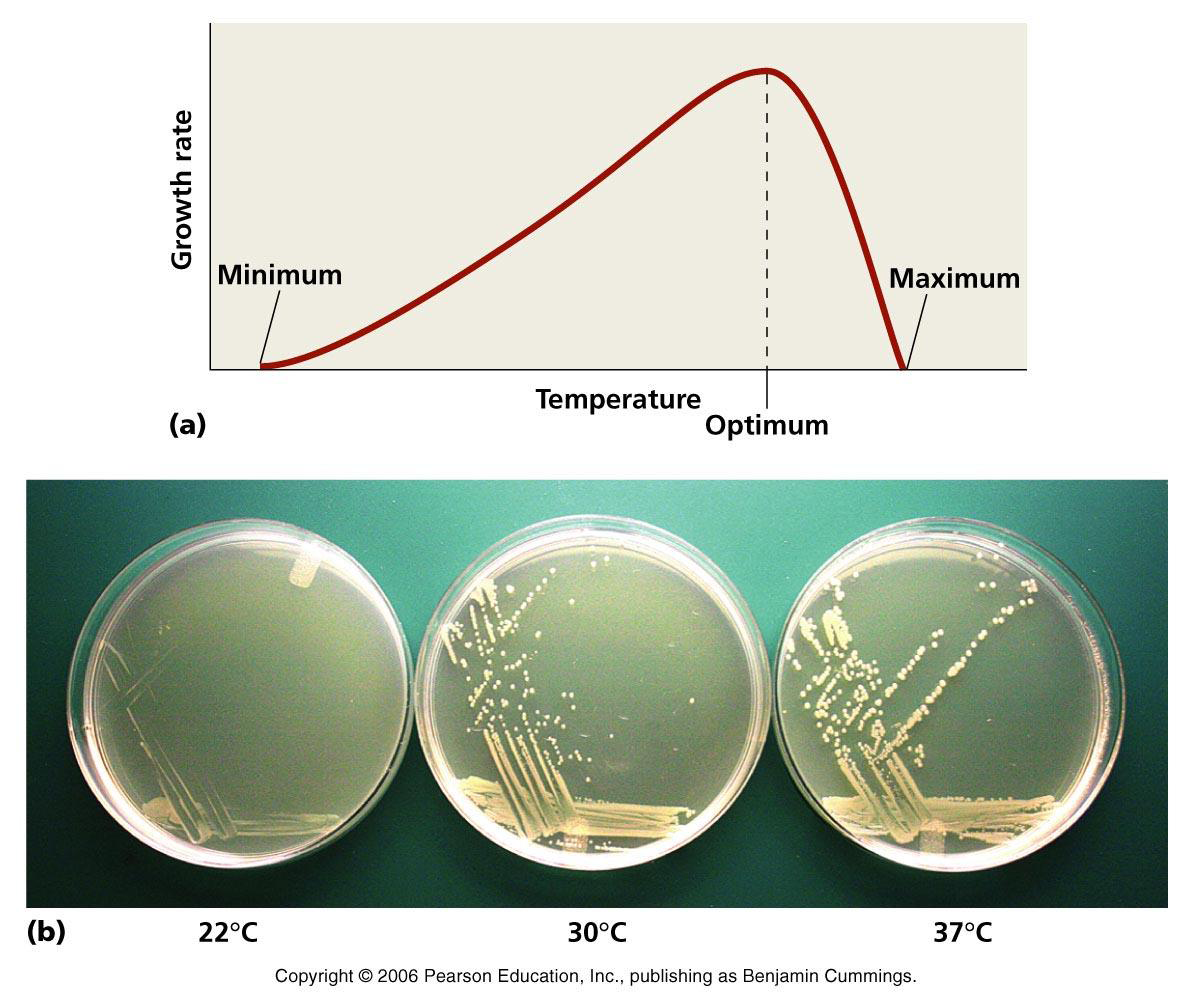 Growth rate
Minimum
Maximum
Temperature
Optimum
(a)
(b)
22°C
30°C
37°C
Copyright © 2006 Pearson Education, Inc., publishing as Benjamin Cummings.